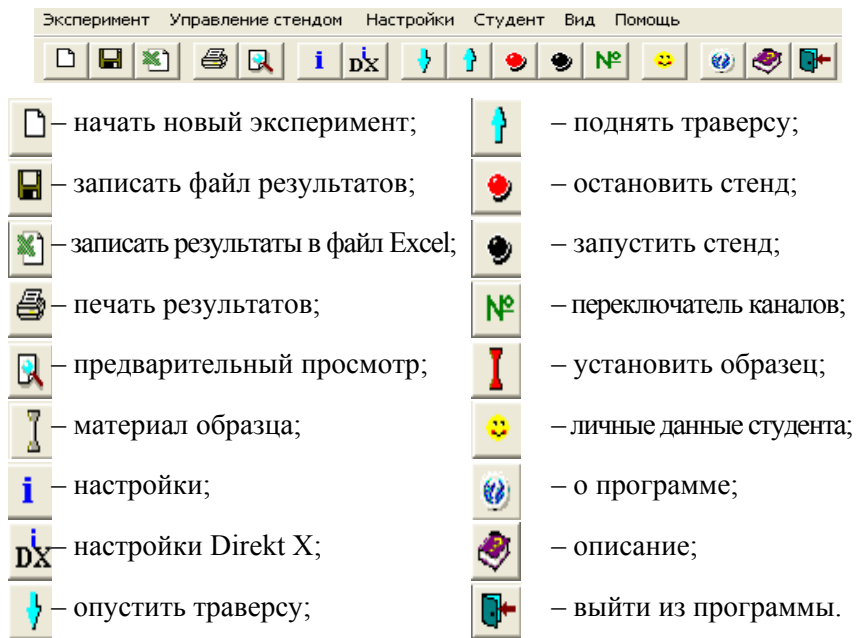 Эксперимент Управление стендом Настройки Студент Вид Помощь
i DX Nº
– начать новый эксперимент;
– записать файл результатов;
– записать результаты в файл Excel;
– печать результатов;
– предварительный просмотр;
– материал образца;
i – настройки;
DX – настройки Direkt X;
– опустить траверсу;
– поднять траверсу;
– остановить стенд;
– запустить стенд;
Nº – переключатель каналов;
– установить образец;
– личные данные студента;
– о программе;
– описание;
– выйти из программы.